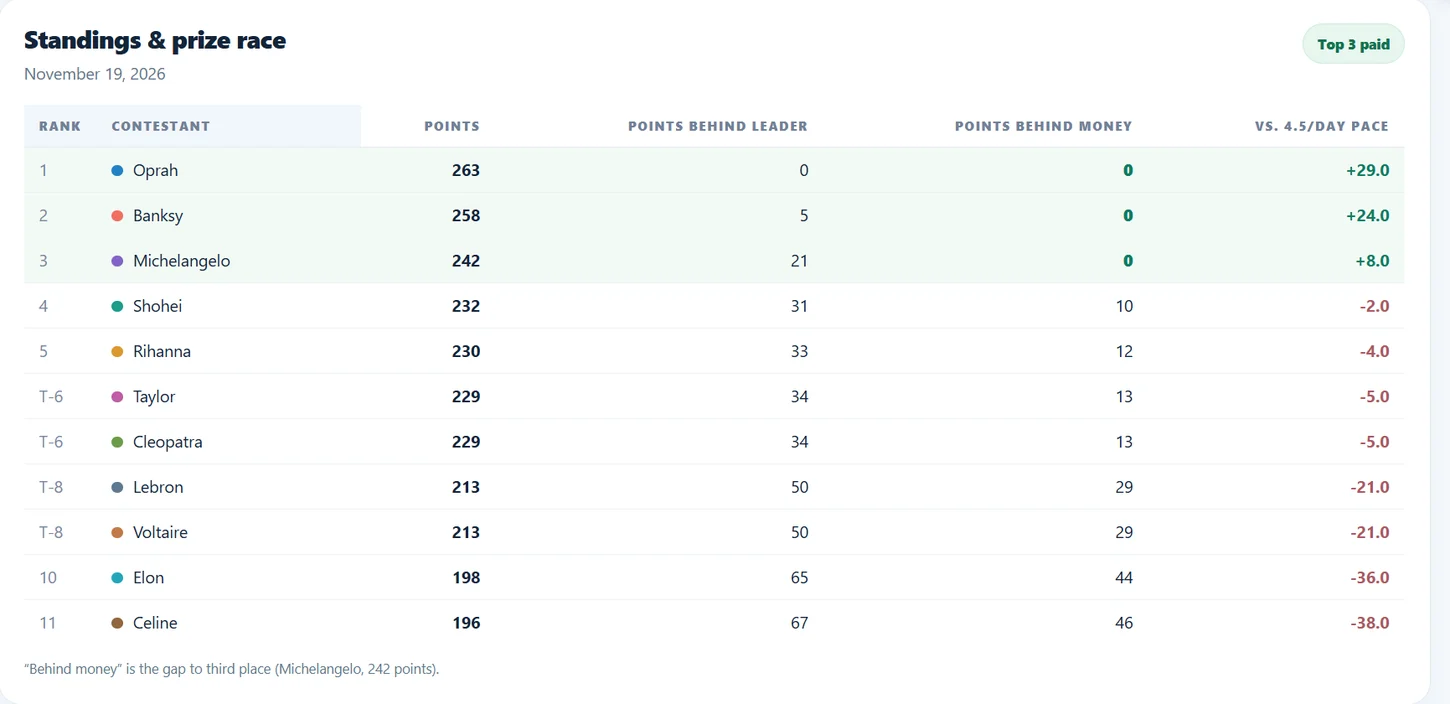 Standings & prize race
Top 3 paid
November 19, 2026
RANK CONTESTANT POINTS POINTS BEHIND LEADER POINTS BEHIND MONEY VS. 4.5/DAY PACE
1 Oprah 263 0 0 +29.0
2 Banksy 258 5 0 +24.0
3 Michelangelo 242 21 0 +8.0
4 Shohei 232 31 10 -2.0
5 Rihanna 230 33 12 -4.0
T-6 Taylor 229 34 13 -5.0
T-6 Cleopatra 229 34 13 -5.0
T-8 Lebron 213 50 29 -21.0
T-8 Voltaire 213 50 29 -21.0
10 Elon 198 65 44 -36.0
11 Celine 196 67 46 -38.0
“Behind money” is the gap to third place (Michelangelo, 242 points).